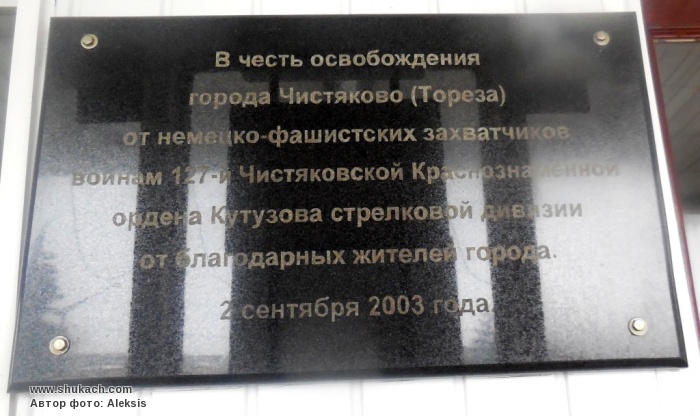 В честь освобождения
города Чистяково (Тореза)
от немецко-фашистских захватчиков
воинам 127-й Чистяковской Краснознаменной
ордена Кутузова стрелковой дивизии
от благодарных жителей города.
2 сентября 2003 года.
www.shukach.com
Автор фото: Aleksis